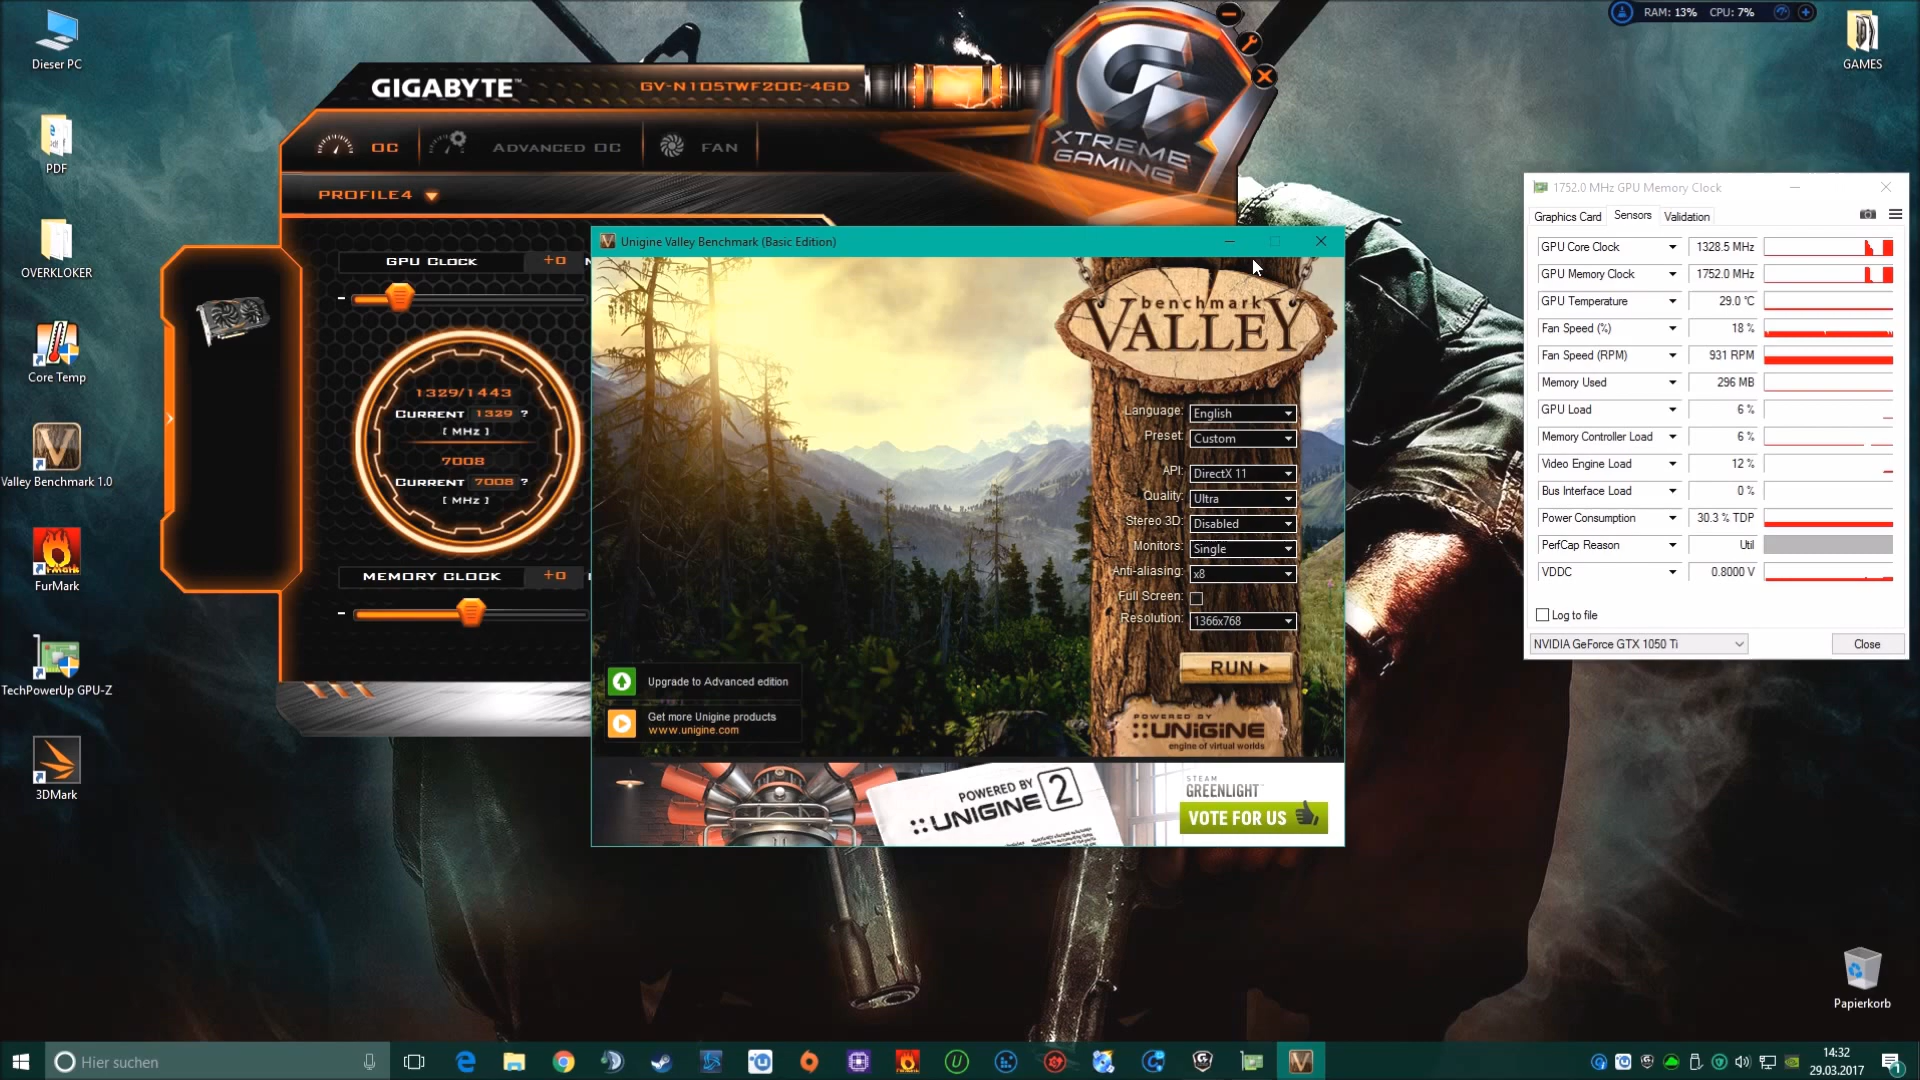 Dieser PC
PDF
OVERKLOKER
Core Temp
Valley Benchmark 1.0
FurMark
TechPowerUp GPU-Z
3DMark
GIGABYTE™
GV-N105TWF2OC-4GD
XTREME
GAMING
OC
ADVANCED OC
FAN
PROFILE4
GPU CLOCK
+0
1329/1443
CURRENT 1329 ?
[ MHz ]
7008
CURRENT 7008 ?
[ MHz ]
MEMORY CLOCK
+0
Unigine Valley Benchmark (Basic Edition)
benchmark
VALLEY
Language: English
Preset: Custom
API: DirectX 11
Quality: Ultra
Stereo 3D: Disabled
Monitors: Single
Anti-aliasing: x8
Full Screen:
Resolution: 1366x768
RUN
Upgrade to Advanced edition
Get more Unigine products
www.unigine.com
POWERED BY
UNIGINE
engine of virtual worlds
POWERED BY
UNIGINE 2
STEAM
GREENLIGHT
VOTE FOR US
RAM: 13% CPU: 7%
GAMES
1752.0 MHz GPU Memory Clock
Graphics Card Sensors Validation
GPU Core Clock 1328.5 MHz
GPU Memory Clock 1752.0 MHz
GPU Temperature 29.0 °C
Fan Speed (%) 18 %
Fan Speed (RPM) 931 RPM
Memory Used 296 MB
GPU Load 6 %
Memory Controller Load 6 %
Video Engine Load 12 %
Bus Interface Load 0 %
Power Consumption 30.3 % TDP
PerfCap Reason Util
VDDC 0.8000 V
Log to file
NVIDIA GeForce GTX 1050 Ti
Close
Papierkorb
Hier suchen
14:32
29.03.2017